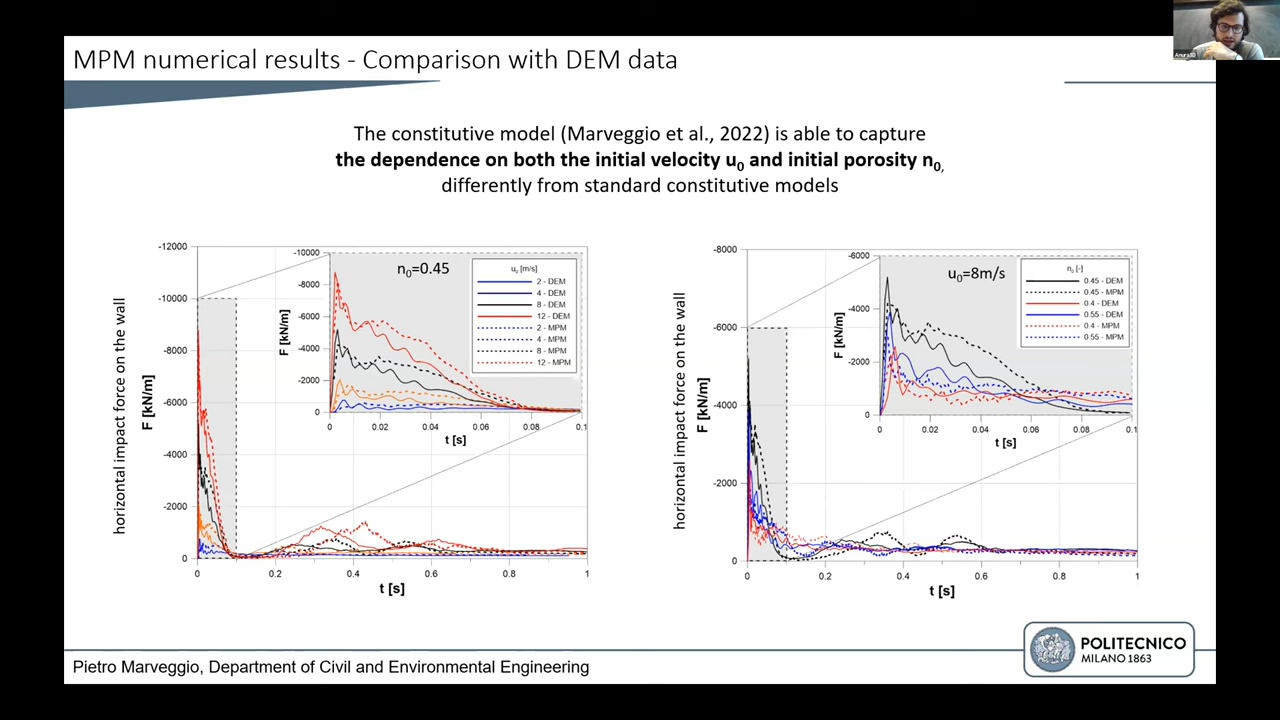 MPM numerical results - Comparison with DEM data
Anura3D
The constitutive model (Marveggio et al., 2022) is able to capture
the dependence on both the initial velocity u0 and initial porosity n0,
differently from standard constitutive models
horizontal impact force on the wall
F [kN/m]
-12000
-10000
-8000
-6000
-4000
-2000
0
0
0.2
0.4
0.6
0.8
1
t [s]
n0=0.45
F [kN/m]
-10000
-8000
-6000
-4000
-2000
0
0
0.02
0.04
0.06
0.08
0.1
t [s]
u0 [m/s]
2 - DEM
4 - DEM
8 - DEM
12 - DEM
2 - MPM
4 - MPM
8 - MPM
12 - MPM
horizontal impact force on the wall
F [kN/m]
-8000
-6000
-4000
-2000
0
0
0.2
0.4
0.6
0.8
1
t [s]
u0=8m/s
F [kN/m]
-6000
-4000
-2000
0
0
0.02
0.04
0.06
0.08
0.1
t [s]
n0 [-]
0.45 - DEM
0.45 - MPM
0.4 - DEM
0.55 - DEM
0.4 - MPM
0.55 - MPM
Pietro Marveggio, Department of Civil and Environmental Engineering
POLITECNICO
MILANO 1863